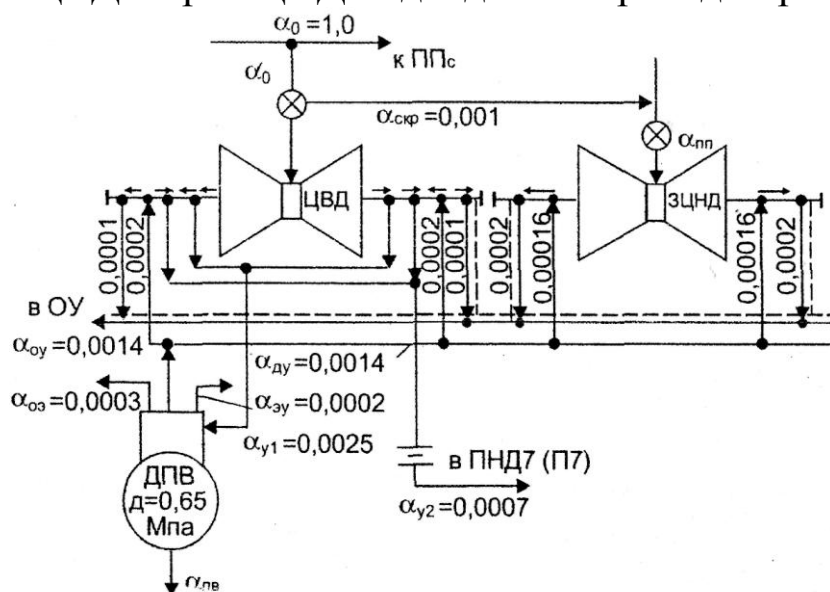 α₀ =1,0
к ППс
α₀
αскр =0,001
αпп
ЦВД
3ЦНД
0,0001
0,0002
0,0002
0,0001
0,0002
0,00016
0,00016
0,0002
в ОУ
αоу =0,0014
αду =0,0014
αоэ =0,0003
αэу =0,0002
αу1 =0,0025
ДПВ
д=0,65
Мпа
в ПНД7 (П7)
αу2 =0,0007
αпв